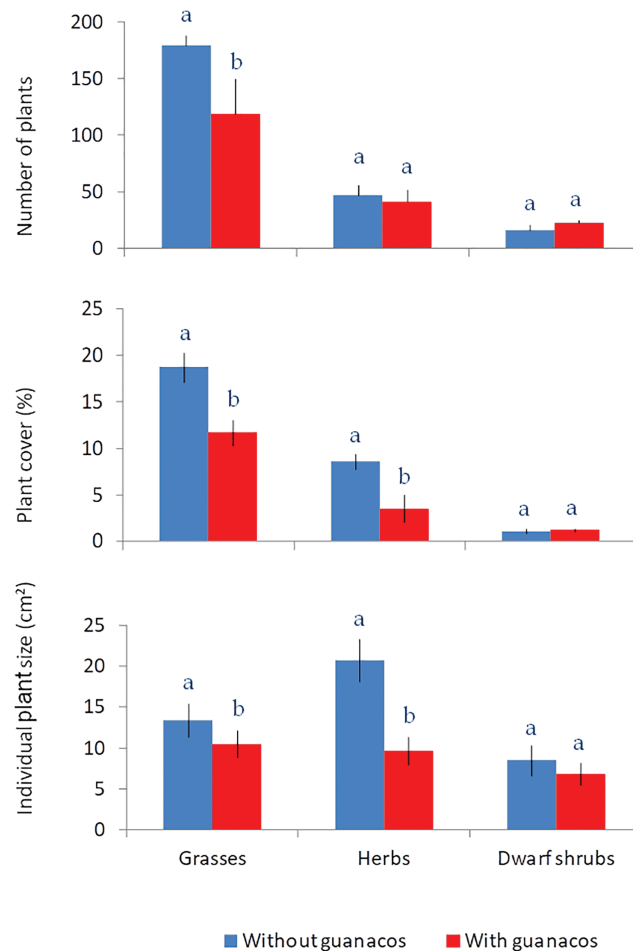 Number of plants
200
150
100
50
0
a
b
a
a
a
a
Plant cover (%)
25
20
15
10
5
0
a
b
a
b
a
a
Individual plant size (cm²)
25
20
15
10
5
0
a
b
a
b
a
a
Grasses Herbs Dwarf shrubs
Without guanacos With guanacos